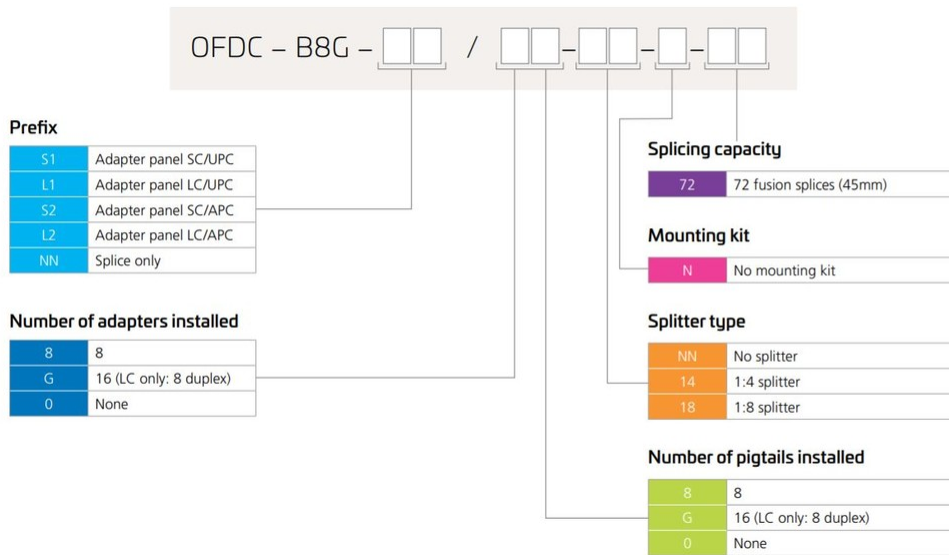 OFDC – B8G – / – – –
Prefix
S1 Adapter panel SC/UPC
L1 Adapter panel LC/UPC
S2 Adapter panel SC/APC
L2 Adapter panel LC/APC
NN Splice only
Number of adapters installed
8 8
G 16 (LC only: 8 duplex)
0 None
Splicing capacity
72 72 fusion splices (45mm)
Mounting kit
N No mounting kit
Splitter type
NN No splitter
14 1:4 splitter
18 1:8 splitter
Number of pigtails installed
8 8
G 16 (LC only: 8 duplex)
0 None